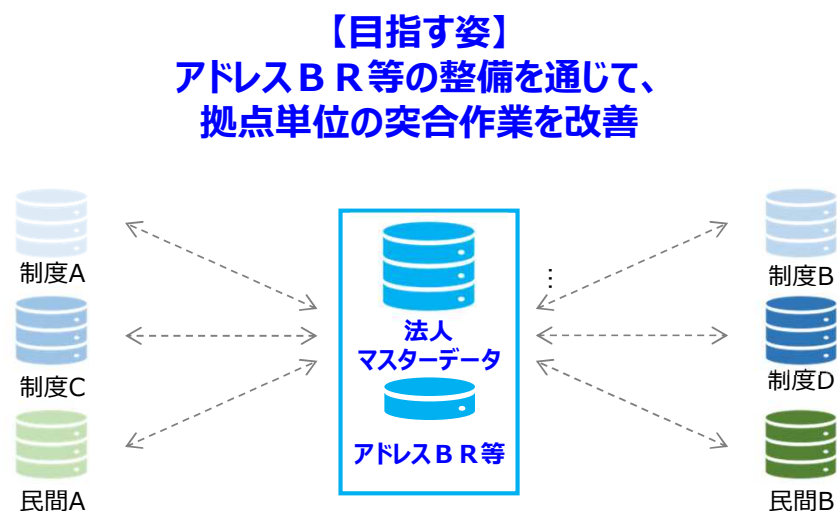 【目指す姿】
アドレスＢＲ等の整備を通じて、
拠点単位の突合作業を改善
制度A
制度C
民間A
法人
マスターデータ
アドレスＢＲ等
…
制度B
制度D
民間B